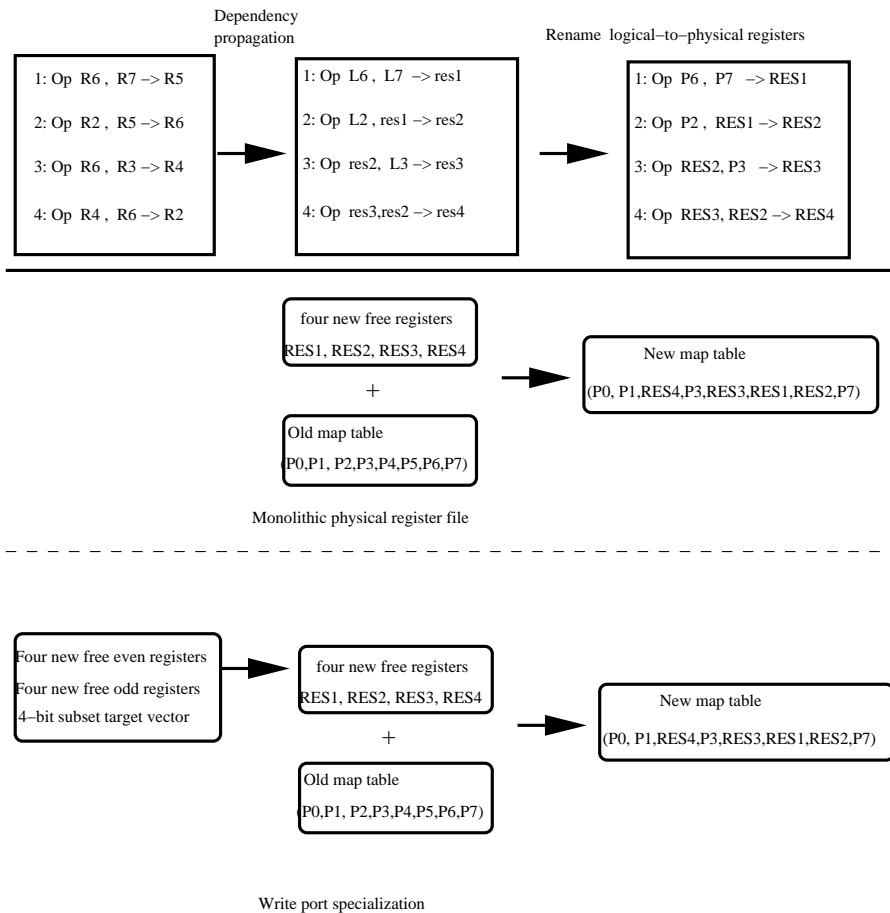 Dependency
propagation
Rename logical−to−physical registers
1: Op R6 , R7 −> R5
2: Op R2 , R5 −> R6
3: Op R6 , R3 −> R4
4: Op R4 , R6 −> R2
1: Op L6 , L7 −> res1
2: Op L2 , res1 −> res2
3: Op res2, L3 −> res3
4: Op res3,res2 −> res4
1: Op P6 , P7 −> RES1
2: Op P2 , RES1 −> RES2
3: Op RES2, P3 −> RES3
4: Op RES3, RES2 −> RES4
four new free registers
RES1, RES2, RES3, RES4
+
Old map table
(P0,P1, P2,P3,P4,P5,P6,P7)
New map table
(P0, P1,RES4,P3,RES3,RES1,RES2,P7)
Monolithic physical register file
Four new free even registers
Four new free odd registers
4−bit subset target vector
four new free registers
RES1, RES2, RES3, RES4
+
Old map table
(P0,P1, P2,P3,P4,P5,P6,P7)
New map table
(P0, P1,RES4,P3,RES3,RES1,RES2,P7)
Write port specialization